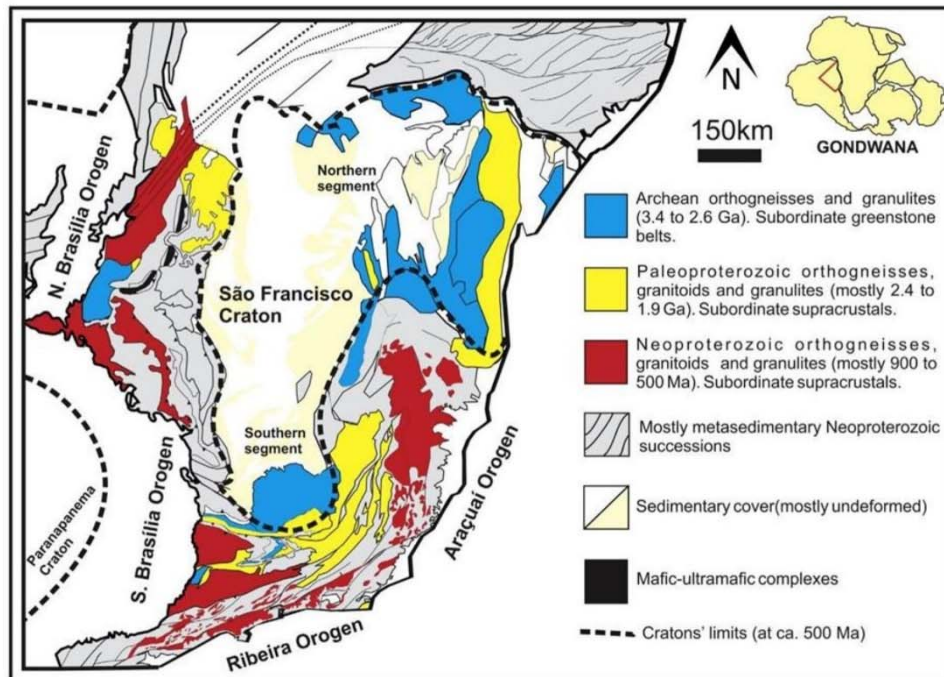 N
150km
GONDWANA
N. Brasília Orogen
Northern
segment
São Francisco
Craton
Southern
segment
Paranapanema
Craton
S. Brasília Orogen
Araçuaí Orogen
Ribeira Orogen
Archean orthogneisses and granulites
(3.4 to 2.6 Ga). Subordinate greenstone
belts.
Paleoproterozoic orthogneisses,
granitoids and granulites (mostly 2.4 to
1.9 Ga). Subordinate supracrustals.
Neoproterozoic orthogneisses,
granitoids and granulites (mostly 900 to
500 Ma). Subordinate supracrustals.
Mostly metasedimentary Neoproterozoic
successions
Sedimentary cover(mostly undeformed)
Mafic-ultramafic complexes
Cratons' limits (at ca. 500 Ma)